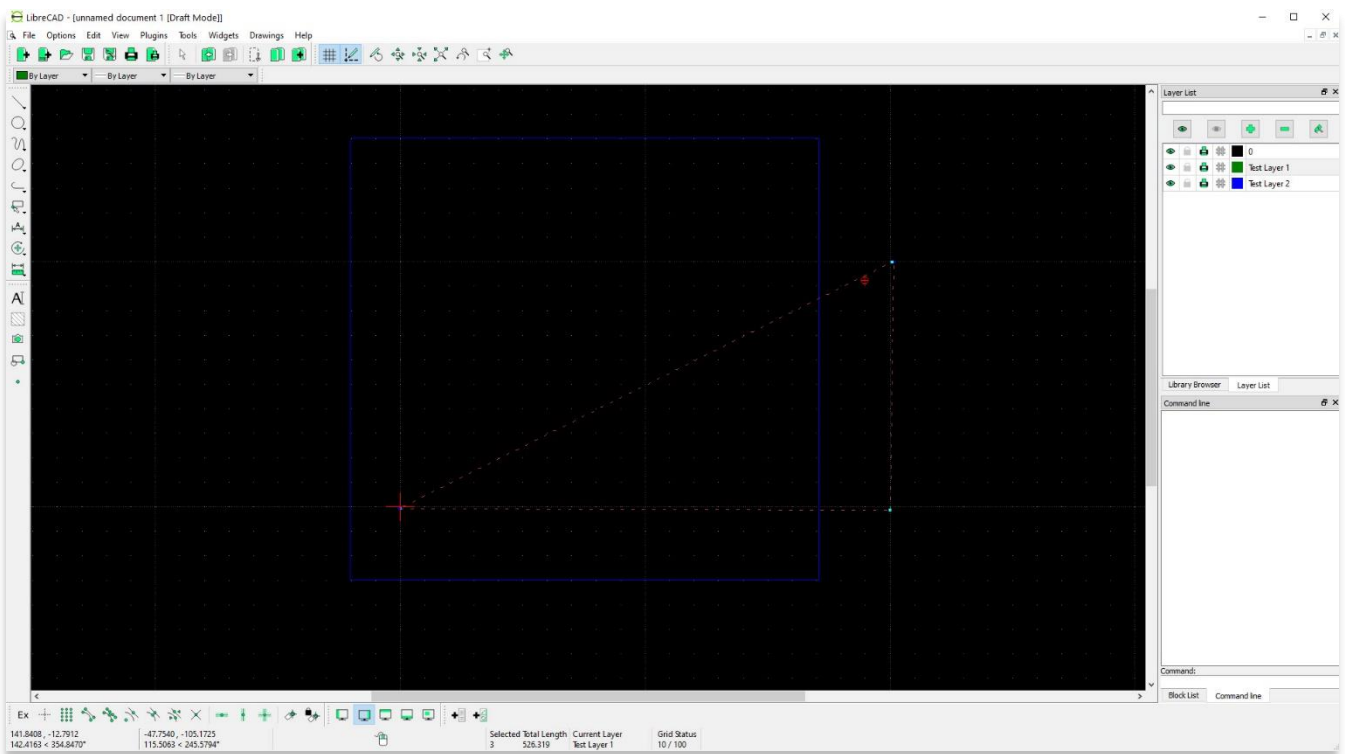 LibreCAD - [unnamed document 1 [Draft Mode]]
File Options Edit View Plugins Tools Widgets Drawings Help
By Layer By Layer By Layer
Layer List
0
Test Layer 1
Test Layer 2
Library Browser Layer List
Command line
Command:
Block List Command line
Ex
141.8408 , -12.7912 -47.7540 , -105.1725 Selected Total Length Current Layer Grid Status
142.4163 < 354.8470° 115.5063 < 245.5794° 3 526.319 Test Layer 1 10 / 100